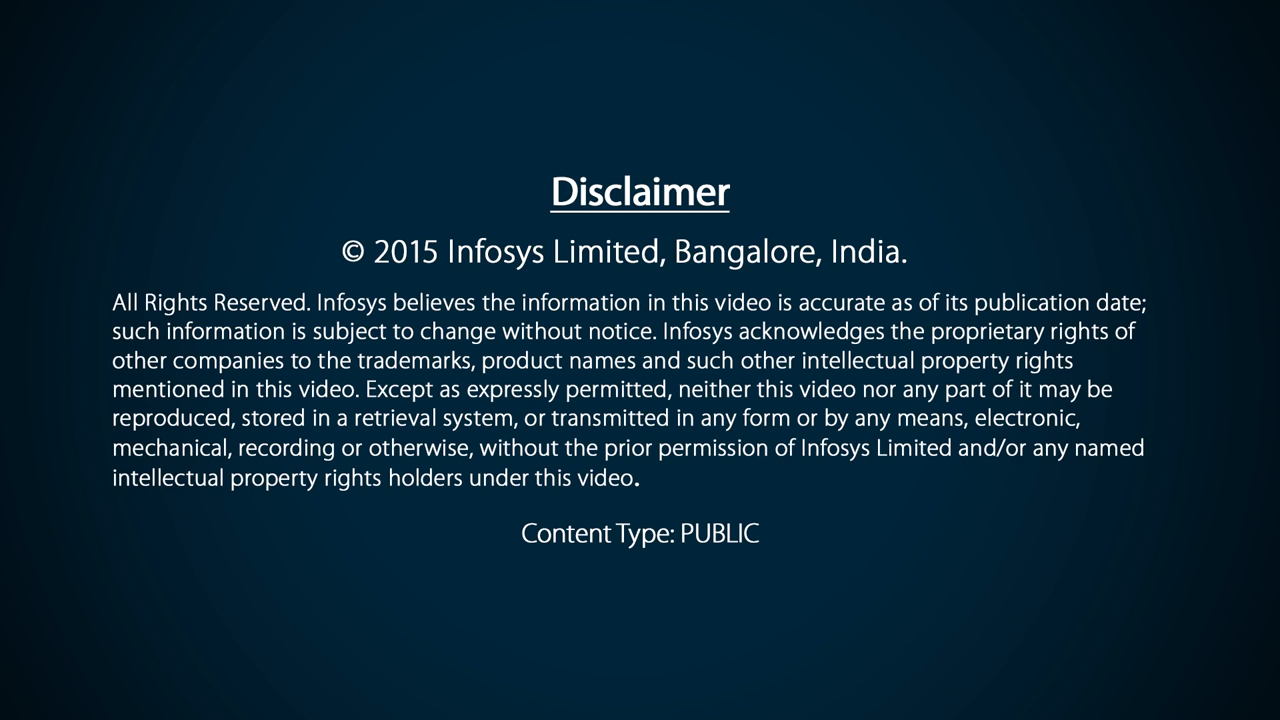 Disclaimer
© 2015 Infosys Limited, Bangalore, India.
All Rights Reserved. Infosys believes the information in this video is accurate as of its publication date;
such information is subject to change without notice. Infosys acknowledges the proprietary rights of
other companies to the trademarks, product names and such other intellectual property rights
mentioned in this video. Except as expressly permitted, neither this video nor any part of it may be
reproduced, stored in a retrieval system, or transmitted in any form or by any means, electronic,
mechanical, recording or otherwise, without the prior permission of Infosys Limited and/or any named
intellectual property rights holders under this video.
Content Type: PUBLIC